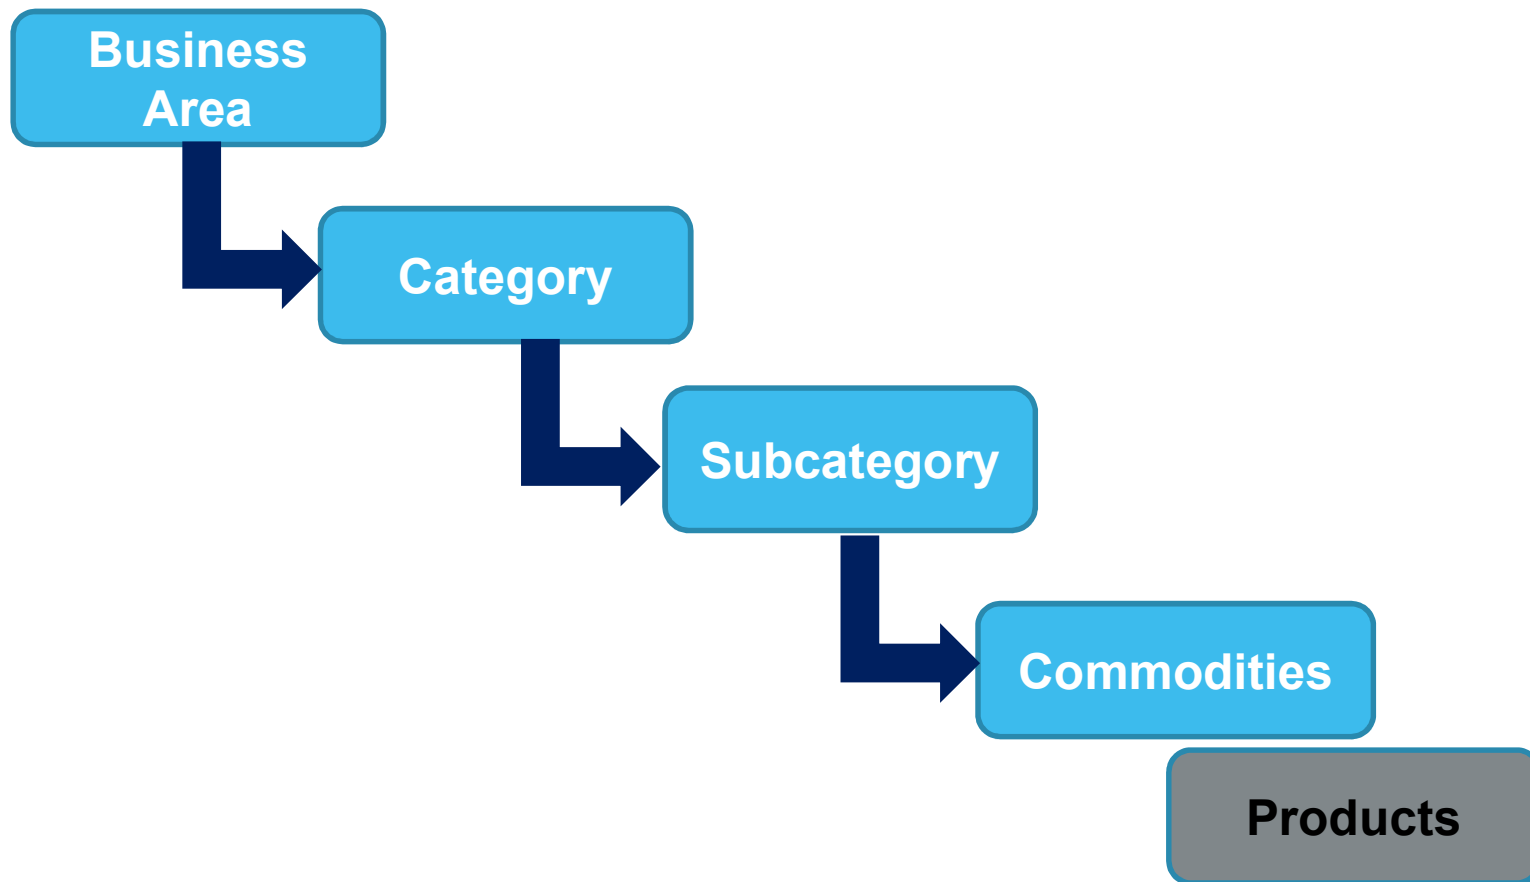 Business
Area
Category
Subcategory
Commodities
Products